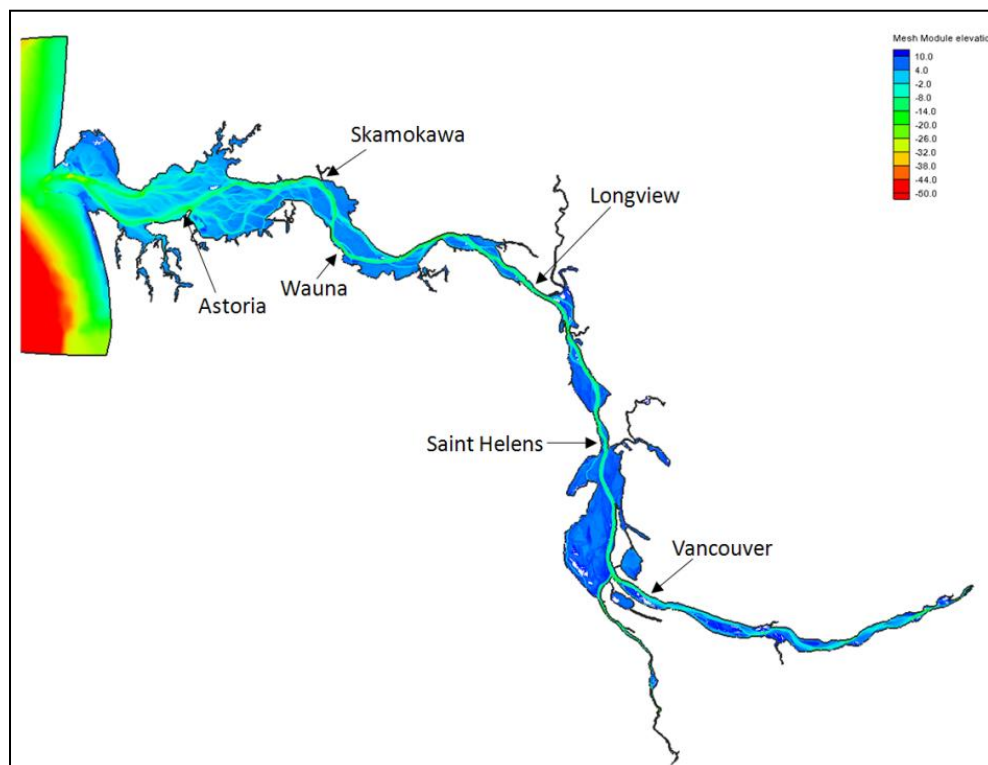 Mesh Module elevatio
10.0
4.0
-2.0
-8.0
-14.0
-20.0
-26.0
-32.0
-38.0
-44.0
-50.0
Skamokawa
Longview
Wauna
Astoria
Saint Helens
Vancouver